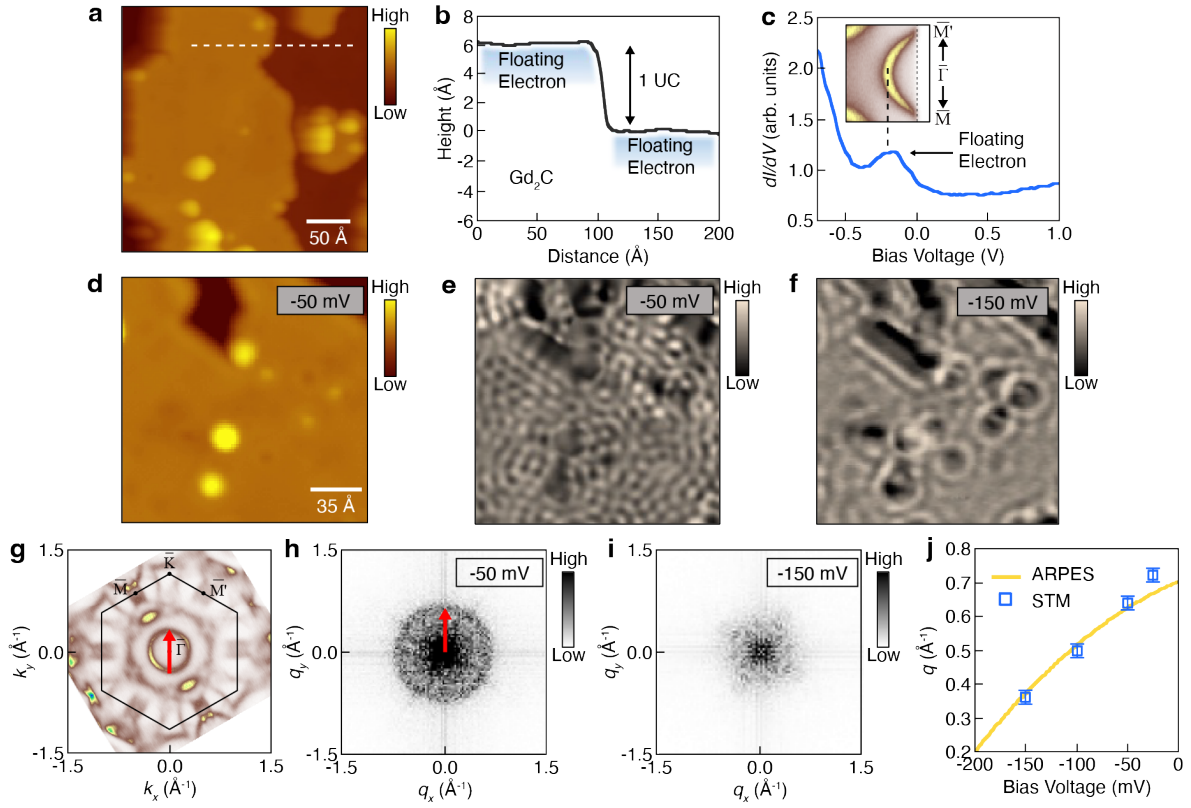 a
High
Low
50 Å
b
Height (Å)
8
6
4
2
0
-2
-4
-6
Floating
Electron
1 UC
Floating
Electron
Gd₂C
0
50
100
150
200
Distance (Å)
c
dI/dV (arb. units)
2.5
2.0
1.5
1.0
0.5
M̅'
Γ̅
M̅
Floating
Electron
-0.5
0.0
0.5
1.0
Bias Voltage (V)
d
-50 mV
High
Low
35 Å
e
-50 mV
High
Low
f
-150 mV
High
Low
g
1.5
0.0
-1.5
k_y (Å⁻¹)
K̅
M̅
M̅'
Γ̅
-1.5
0.0
1.5
k_x (Å⁻¹)
h
1.5
0.0
-1.5
q_y (Å⁻¹)
-50 mV
High
Low
-1.5
0.0
1.5
q_x (Å⁻¹)
i
1.5
0.0
-1.5
q_y (Å⁻¹)
-150 mV
High
Low
-1.5
0.0
1.5
q_x (Å⁻¹)
j
q (Å⁻¹)
0.8
0.7
0.6
0.5
0.4
0.3
0.2
ARPES
STM
-200
-150
-100
-50
0
Bias Voltage (mV)